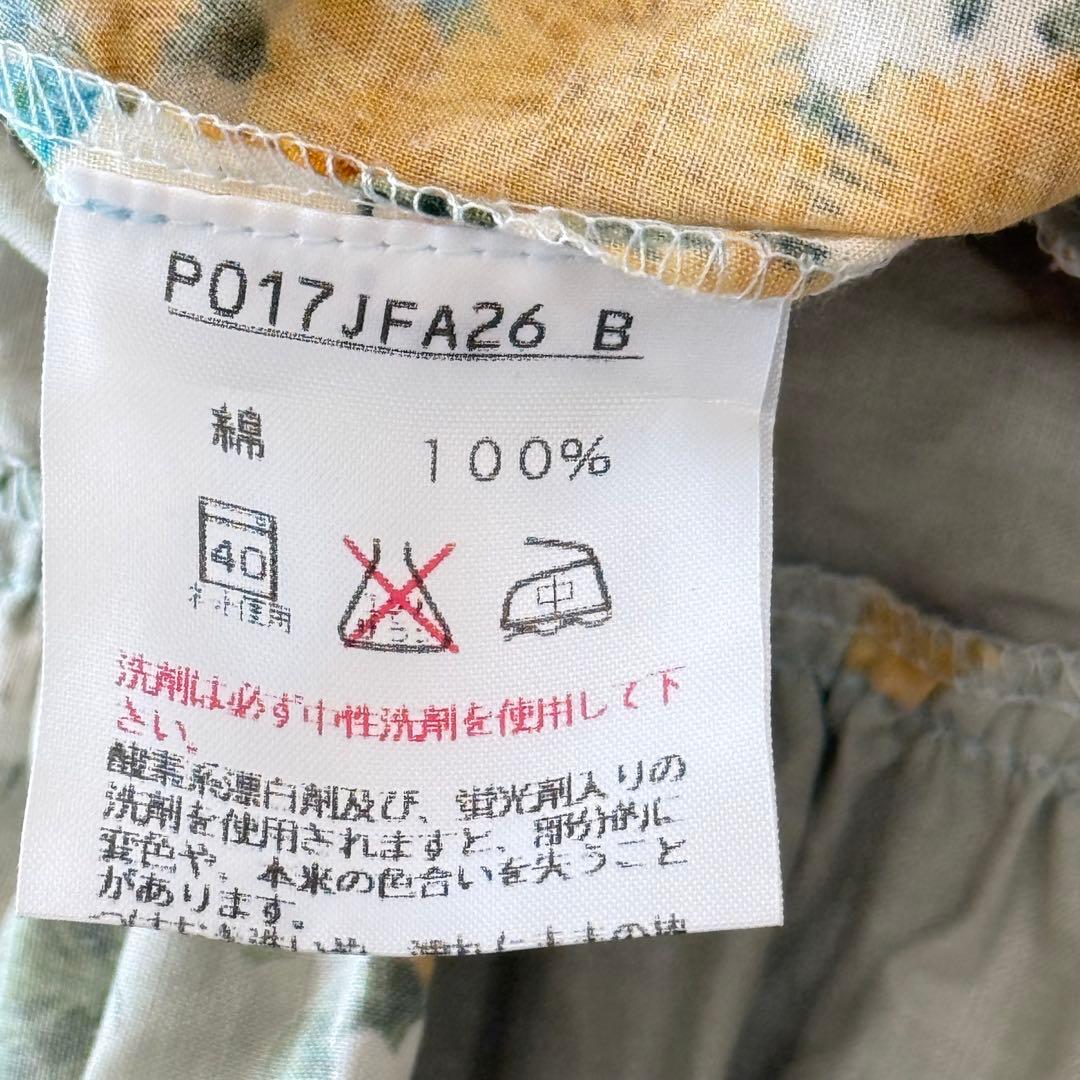 P017JFA26 B
綿 100%
40
ネット使用
洗剤は必ず中性洗剤を使用して下
さい。
酸素系漂白剤及び、蛍光剤入りの
洗剤を使用されますと、部分的に
変色や、本来の色合いを失うこと
があります。